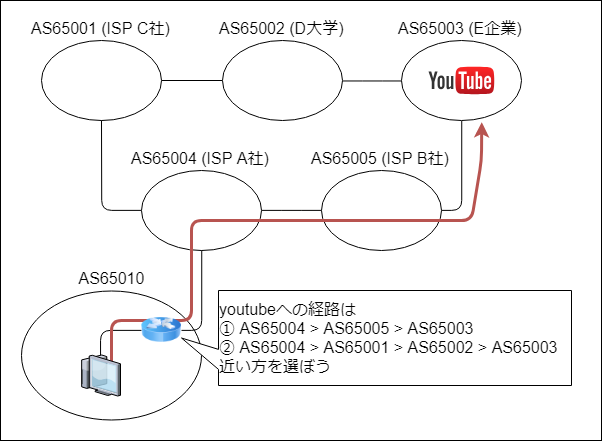 AS65001 (ISP C社)
AS65002 (D大学)
AS65003 (E企業)
YouTube
AS65004 (ISP A社)
AS65005 (ISP B社)
AS65010
youtubeへの経路は
① AS65004 > AS65005 > AS65003
② AS65004 > AS65001 > AS65002 > AS65003
近い方を選ぼう